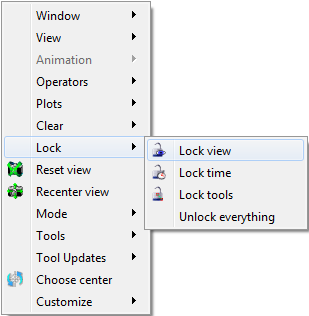 Window
View
Animation
Operators
Plots
Clear
Lock
Lock view
Lock time
Lock tools
Unlock everything
Reset view
Recenter view
Mode
Tools
Tool Updates
Choose center
Customize